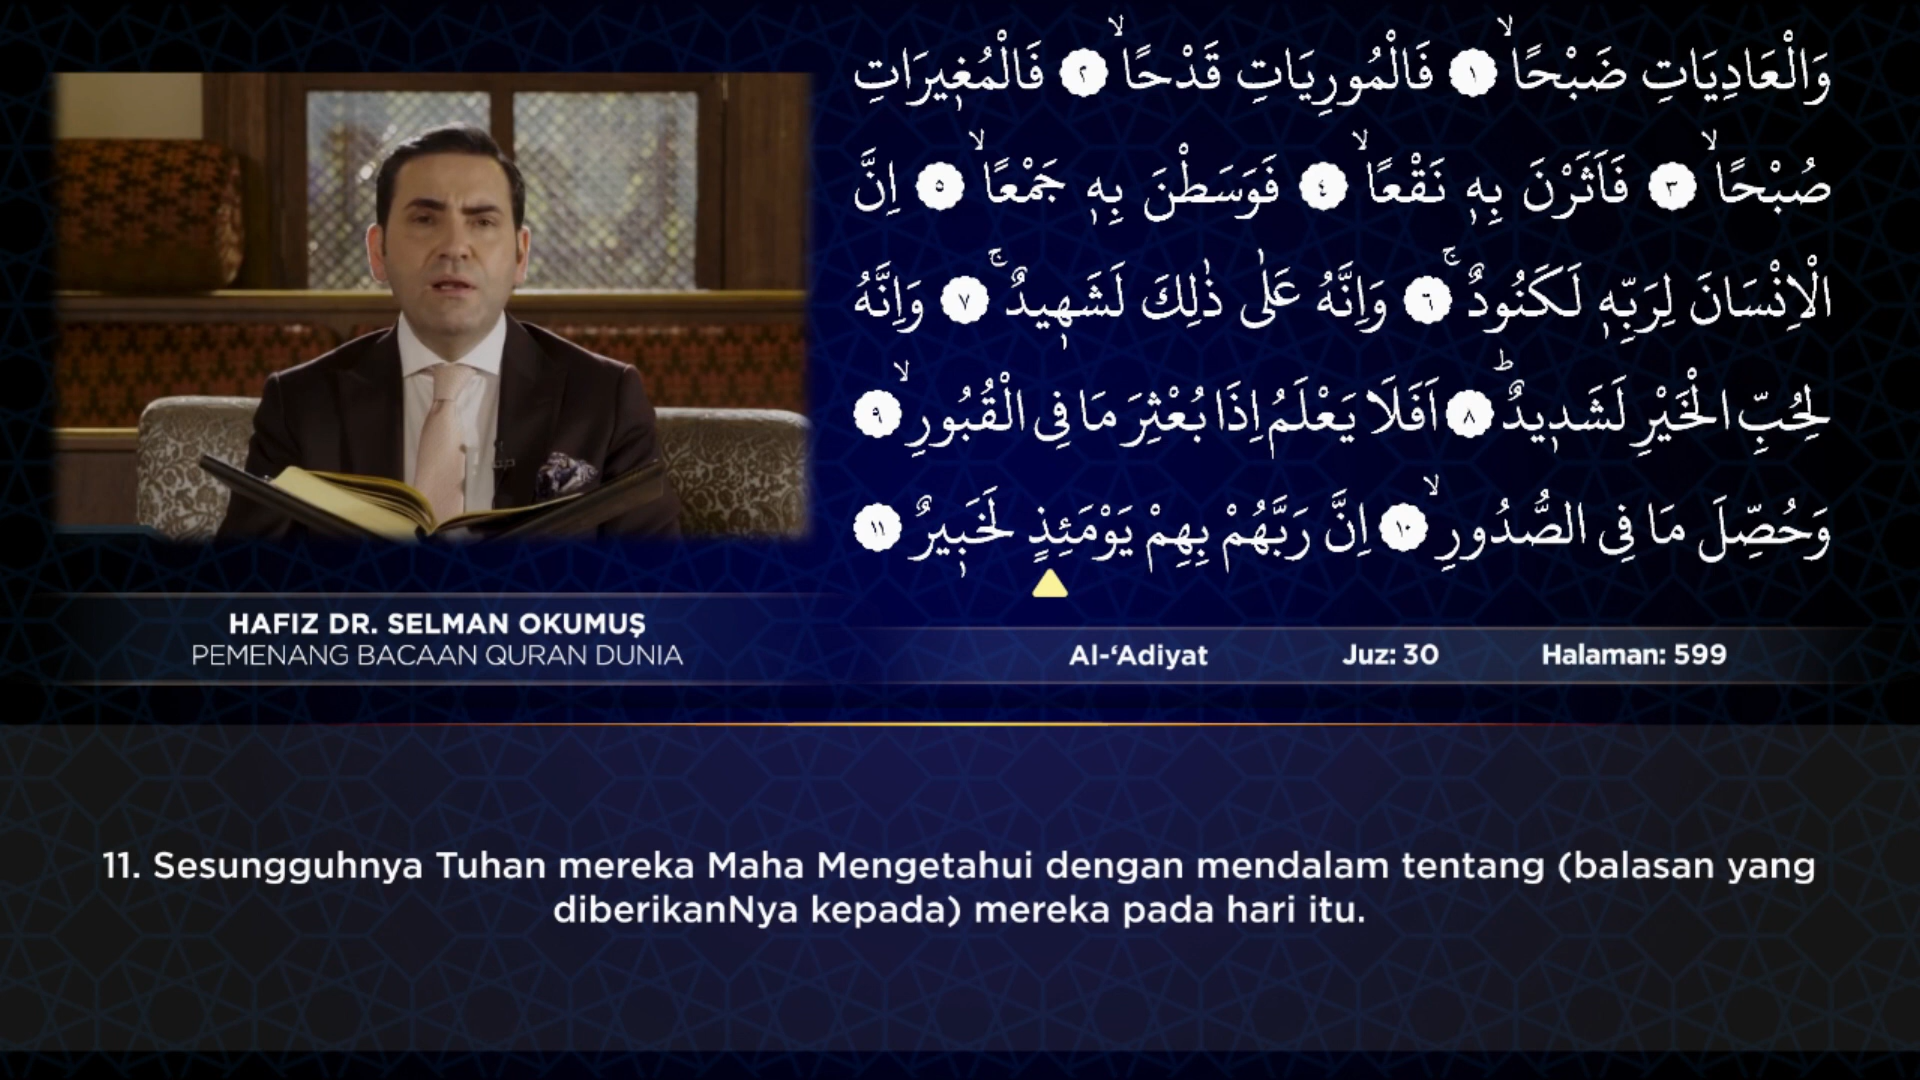 وَالْعَادِيَاتِ ضَبْحًاۙ ١ فَالْمُورِيَاتِ قَدْحًاۙ ٢ فَالْمُغ۪يرَاتِ
صُبْحًاۙ ٣ فَاَثَرْنَ بِه۪ نَقْعًاۙ ٤ فَوَسَطْنَ بِه۪ جَمْعًاۙ ٥ اِنَّ
الْاِنْسَانَ لِرَبِّه۪ لَكَنُودٌۚ ٦ وَاِنَّهُ عَلٰى ذٰلِكَ لَشَه۪يدٌۚ ٧ وَاِنَّهُ
لِحُبِّ الْخَيْرِ لَشَد۪يدٌۜ ٨ اَفَلَا يَعْلَمُ اِذَا بُعْثِرَ مَا فِي الْقُبُورِۙ ٩
وَحُصِّلَ مَا فِي الصُّدُورِۙ ١٠ اِنَّ رَبَّهُمْ بِهِمْ يَوْمَئِذٍ لَخَب۪يرٌ ١١
HAFIZ DR. SELMAN OKUMUŞ
PEMENANG BACAAN QURAN DUNIA
Al-‘Adiyat Juz: 30 Halaman: 599
11. Sesungguhnya Tuhan mereka Maha Mengetahui dengan mendalam tentang (balasan yang
diberikanNya kepada) mereka pada hari itu.